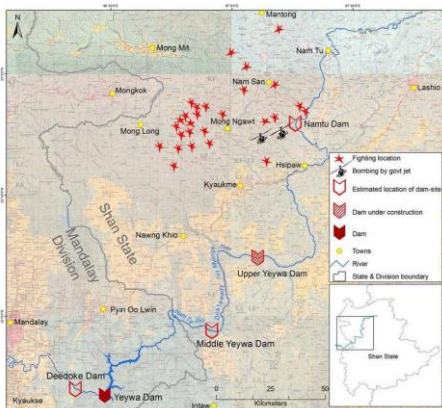 N
Mantong
Mong Mit
Nam Tu
Nam San
Lashio
Mongkok
Mong Long
Mong Ngawt
Namtu Dam
Hsipaw
Kyaukme
Fighting location
Bombing by govt jet
Estimated location of dam-site
Dam under construction
Dam
Towns
River
State & Division boundary
Shan State
Mandalay
Division
Nawng Khio
Upper Yeywa Dam
Pyin Oo Lwin
Mandalay
Middle Yeywa Dam
Deedoke Dam
Yeywa Dam
Kyaukse
0 25 50
Kilometers
Intaw
Shan State